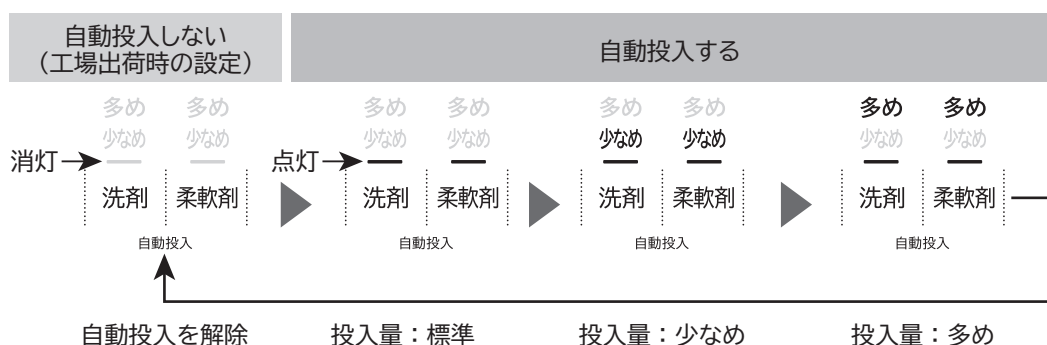 自動投入しない
（工場出荷時の設定）
自動投入する
多め 多め
少なめ 少なめ
消灯
洗剤 柔軟剤
自動投入
多め 多め
少なめ 少なめ
点灯
洗剤 柔軟剤
自動投入
多め 多め
少なめ 少なめ
洗剤 柔軟剤
自動投入
多め 多め
少なめ 少なめ
洗剤 柔軟剤
自動投入
自動投入を解除
投入量：標準
投入量：少なめ
投入量：多め